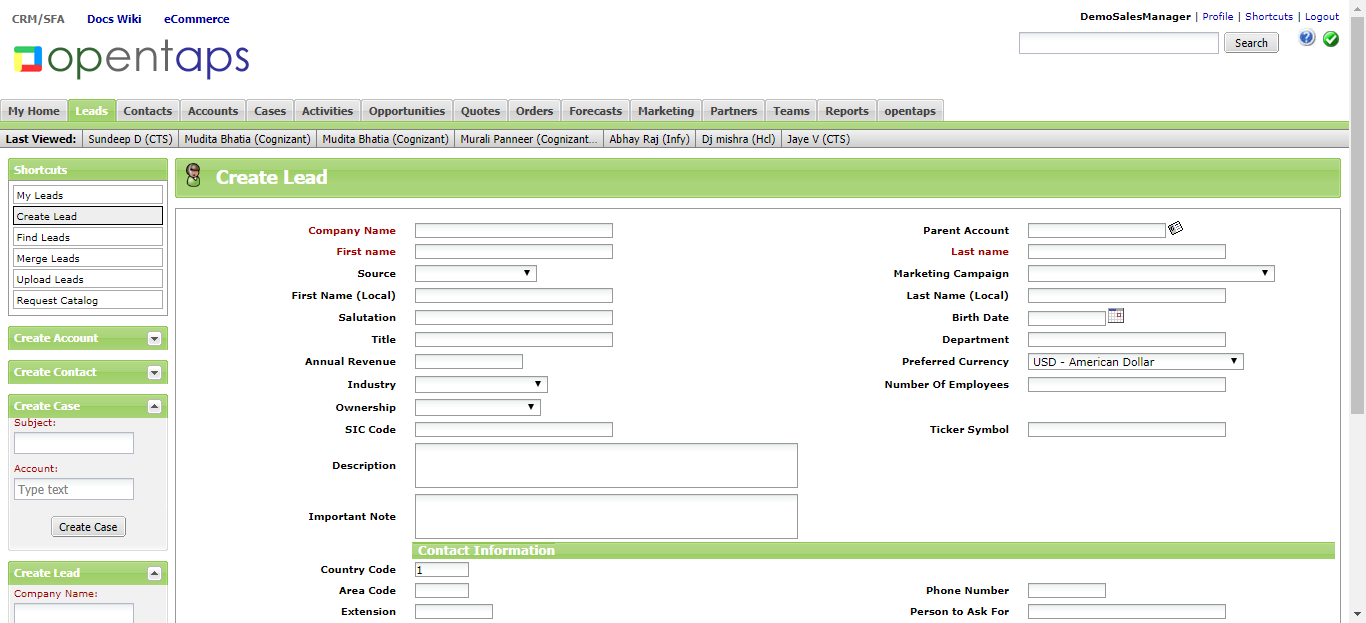 CRM/SFA Docs Wiki eCommerce
DemoSalesManager | Profile | Shortcuts | Logout
opentaps
Search
My Home Leads Contacts Accounts Cases Activities Opportunities Quotes Orders Forecasts Marketing Partners Teams Reports opentaps
Last Viewed: Sundeep D (CTS) Mudita Bhatia (Cognizant) Mudita Bhatia (Cognizant) Murali Panneer (Cognizant... Abhay Raj (Infy) Dj mishra (Hcl) Jaye V (CTS)
Shortcuts
My Leads
Create Lead
Find Leads
Merge Leads
Upload Leads
Request Catalog
Create Account
Create Contact
Create Case
Subject:
Account:
Type text
Create Case
Create Lead
Company Name:
Create Lead
Company Name Parent Account
First name Last name
Source Marketing Campaign
First Name (Local) Last Name (Local)
Salutation Birth Date
Title Department
Annual Revenue Preferred Currency USD - American Dollar
Industry Number Of Employees
Ownership
SIC Code Ticker Symbol
Description
Important Note
Contact Information
Country Code 1
Area Code Phone Number
Extension Person to Ask For